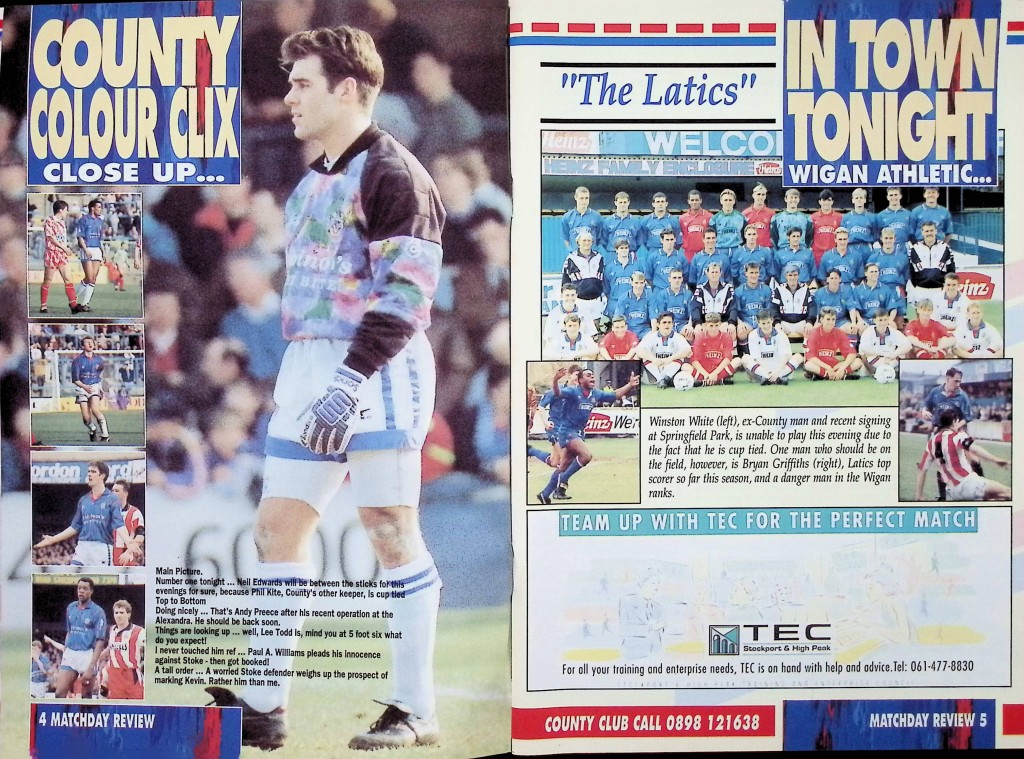 COUNTY
COLOUR CLIX
CLOSE UP...
Main Picture.
Number one tonight ... Neil Edwards will be between the sticks for this
evenings for sure, because Phil Kite, County's other keeper, is cup tied
Top to Bottom
Doing nicely ... That's Andy Preece after his recent operation at the
Alexandra. He should be back soon.
Things are looking up ... well, Lee Todd is, mind you at 5 foot six what
do you expect!
I never touched him ref ... Paul A. Williams pleads his innocence
against Stoke - then got booked!
A tall order ... A worried Stoke defender weighs up the prospect of
marking Kevin. Rather him than me.
4 MATCHDAY REVIEW
"The Latics"
IN TOWN
TONIGHT
WIGAN ATHLETIC...
Heinz
WELCO
Heinz
einz
Winston White (left), ex-County man and recent signing
at Springfield Park, is unable to play this evening due to
the fact that he is cup tied. One man who should be on
the field, however, is Bryan Griffiths (right), Latics top
scorer so far this season, and a danger man in the Wigan
ranks.
TEAM UP WITH TEC FOR THE PERFECT MATCH
TEC
Stockport & High Peak
For all your training and enterprise needs, TEC is on hand with help and advice.Tel: 061-477-8830
COUNTY CLUB CALL 0898 121638
MATCHDAY REVIEW 5